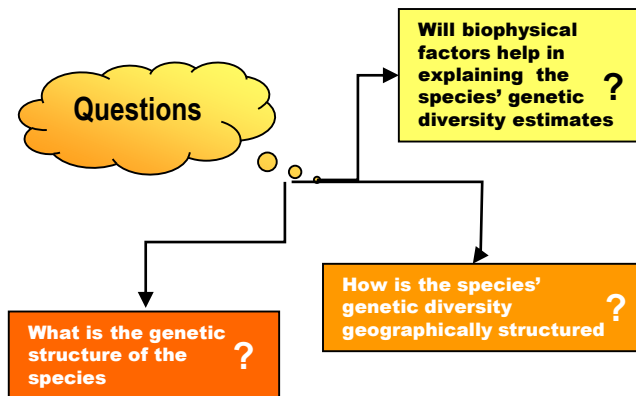 Questions
Will biophysical
factors help in
explaining the
species' genetic
diversity estimates
?
How is the species'
genetic diversity
geographically structured
?
What is the genetic
structure of the
species
?